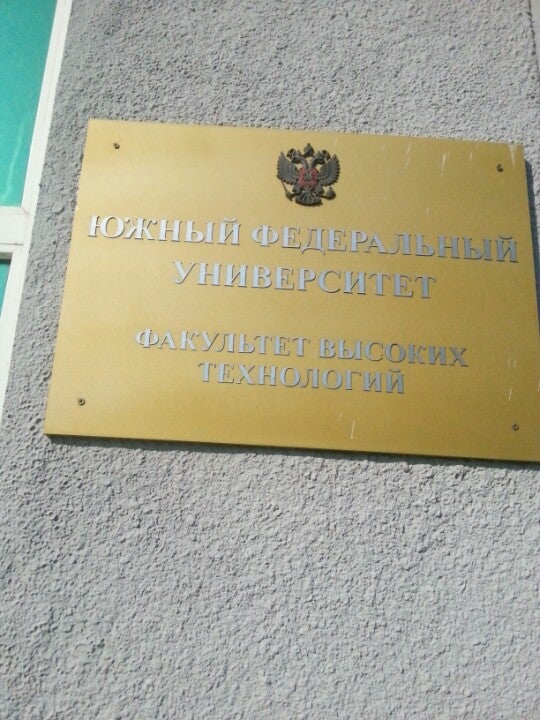 ЮЖНЫЙ ФЕДЕРАЛЬНЫЙ
УНИВЕРСИТЕТ
ФАКУЛЬТЕТ ВЫСОКИХ
ТЕХНОЛОГИЙ